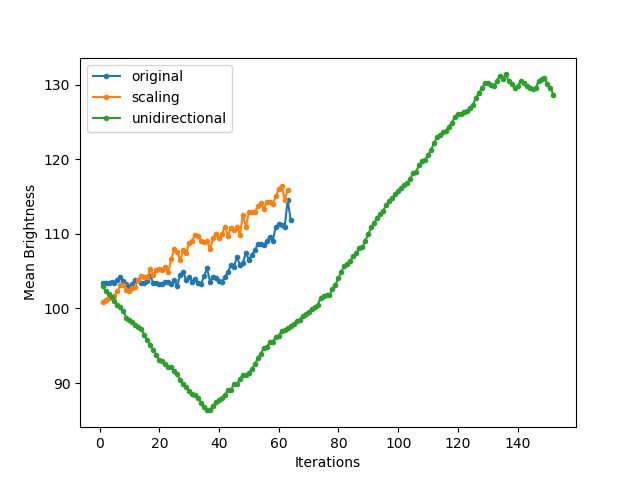 original
scaling
unidirectional
130
120
110
100
90
Mean Brightness
0 20 40 60 80 100 120 140
Iterations